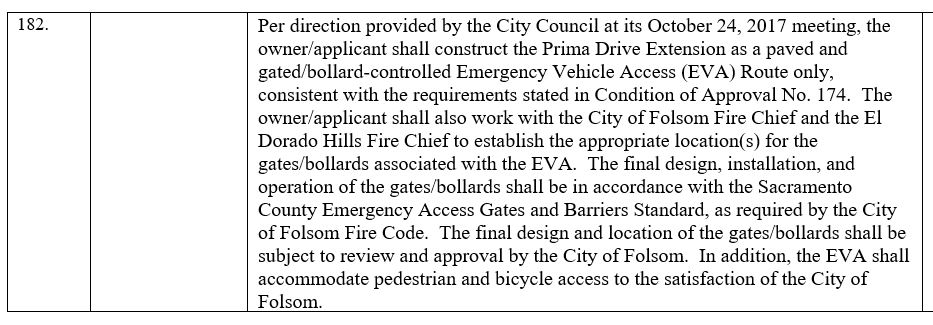 182.
Per direction provided by the City Council at its October 24, 2017 meeting, the
owner/applicant shall construct the Prima Drive Extension as a paved and
gated/bollard-controlled Emergency Vehicle Access (EVA) Route only,
consistent with the requirements stated in Condition of Approval No. 174.  The
owner/applicant shall also work with the City of Folsom Fire Chief and the El
Dorado Hills Fire Chief to establish the appropriate location(s) for the
gates/bollards associated with the EVA.  The final design, installation, and
operation of the gates/bollards shall be in accordance with the Sacramento
County Emergency Access Gates and Barriers Standard, as required by the City
of Folsom Fire Code.  The final design and location of the gates/bollards shall be
subject to review and approval by the City of Folsom.  In addition, the EVA shall
accommodate pedestrian and bicycle access to the satisfaction of the City of
Folsom.